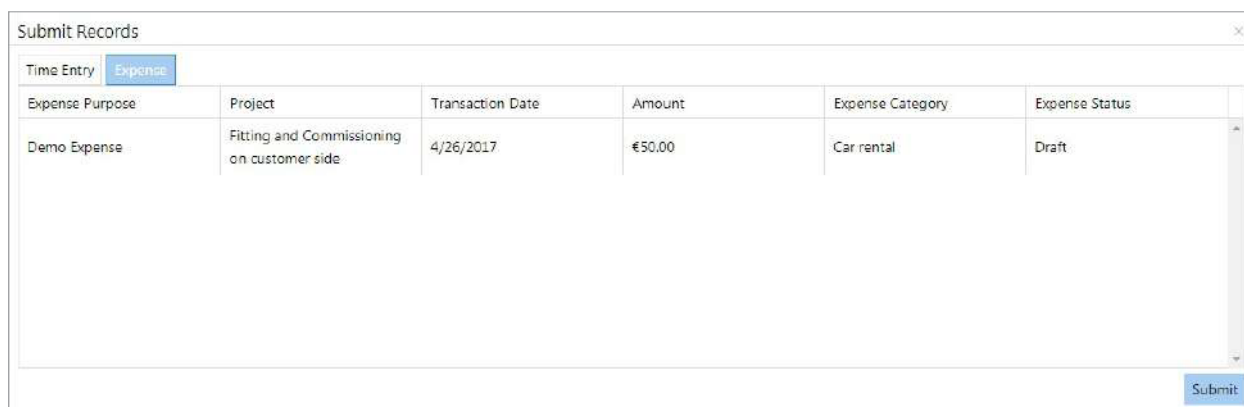 Submit Records
Time Entry Expense
Expense Purpose Project Transaction Date Amount Expense Category Expense Status
Demo Expense Fitting and Commissioning on customer side 4/26/2017 €50.00 Car rental Draft
Submit